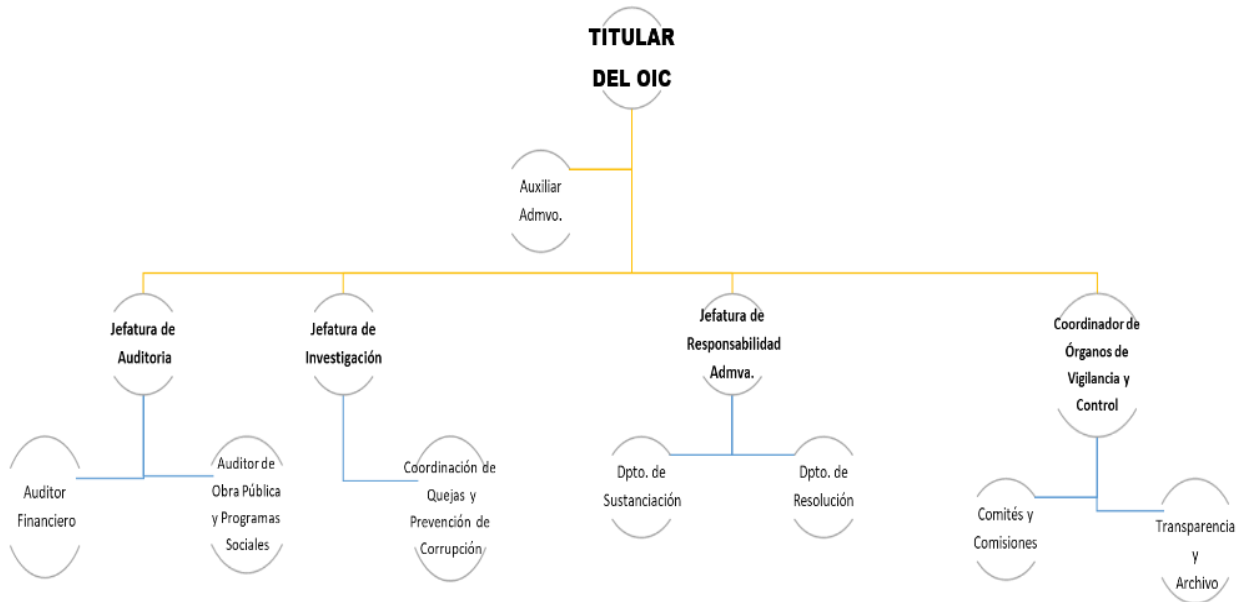 TITULAR
DEL OIC
Auxiliar
Admvo.
Jefatura de
Auditoria
Jefatura de
Investigación
Jefatura de
Responsabilidad
Admva.
Coordinador de
Órganos de
Vigilancia y
Control
Auditor
Financiero
Auditor de
Obra Pública
y Programas
Sociales
Coordinación de
Quejas y
Prevención de
Corrupción
Dpto. de
Sustanciación
Dpto. de
Resolución
Comités y
Comisiones
Transparencia
y
Archivo